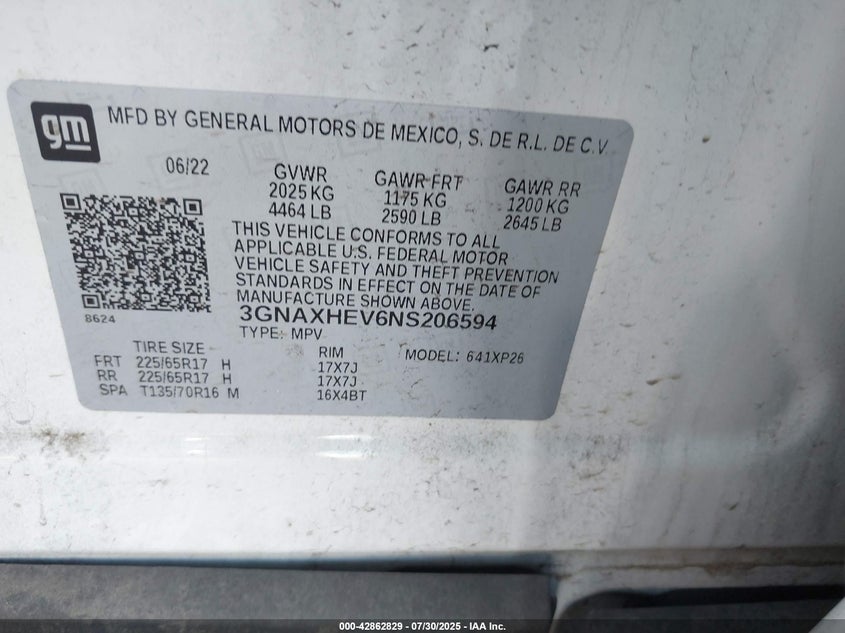 gm
MFD BY GENERAL MOTORS DE MEXICO, S. DE R.L. DE C.V
06/22
GVWR GAWR FRT GAWR RR
2025 KG 1175 KG 1200 KG
4464 LB 2590 LB 2645 LB
THIS VEHICLE CONFORMS TO ALL
APPLICABLE U.S. FEDERAL MOTOR
VEHICLE SAFETY AND THEFT PREVENTION
STANDARDS IN EFFECT ON THE DATE OF
MANUFACTURE SHOWN ABOVE.
8624
3GNAXHEV6NS206594
TYPE: MPV
TIRE SIZE RIM MODEL: 641XP26
FRT 225/65R17 H 17X7J
RR 225/65R17 H 17X7J
SPA T135/70R16 M 16X4BT
000-42862829 - 07/30/2025 - IAA Inc.